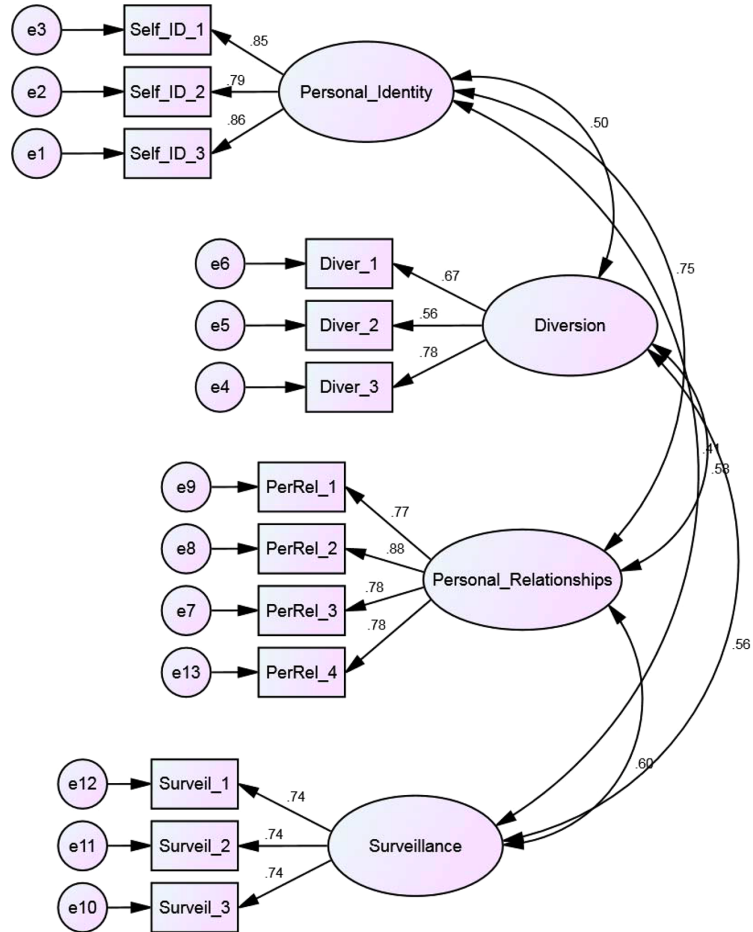 e3
Self_ID_1
.85
e2
Self_ID_2
.79
Personal_Identity
e1
Self_ID_3
.86
.50
e6
Diver_1
.67
.75
e5
Diver_2
.56
Diversion
e4
Diver_3
.78
.41
.58
e9
PerRel_1
.77
e8
PerRel_2
.88
Personal_Relationships
e7
PerRel_3
.78
e13
PerRel_4
.78
.56
.60
e12
Surveil_1
.74
e11
Surveil_2
.74
Surveillance
e10
Surveil_3
.74